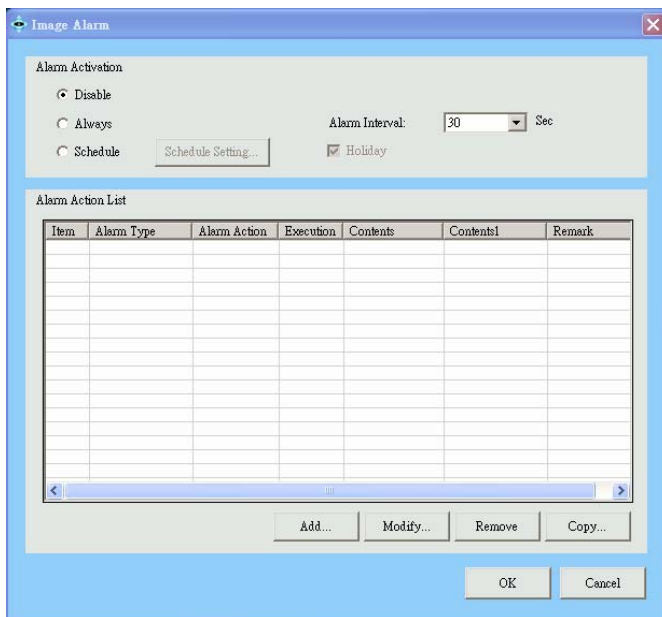 Image Alarm
Alarm Activation
Disable
Always
Alarm Interval: 30 Sec
Schedule Schedule Setting... Holiday
Alarm Action List
Item Alarm Type Alarm Action Execution Contents Contents1 Remark
Add... Modify... Remove Copy...
OK Cancel